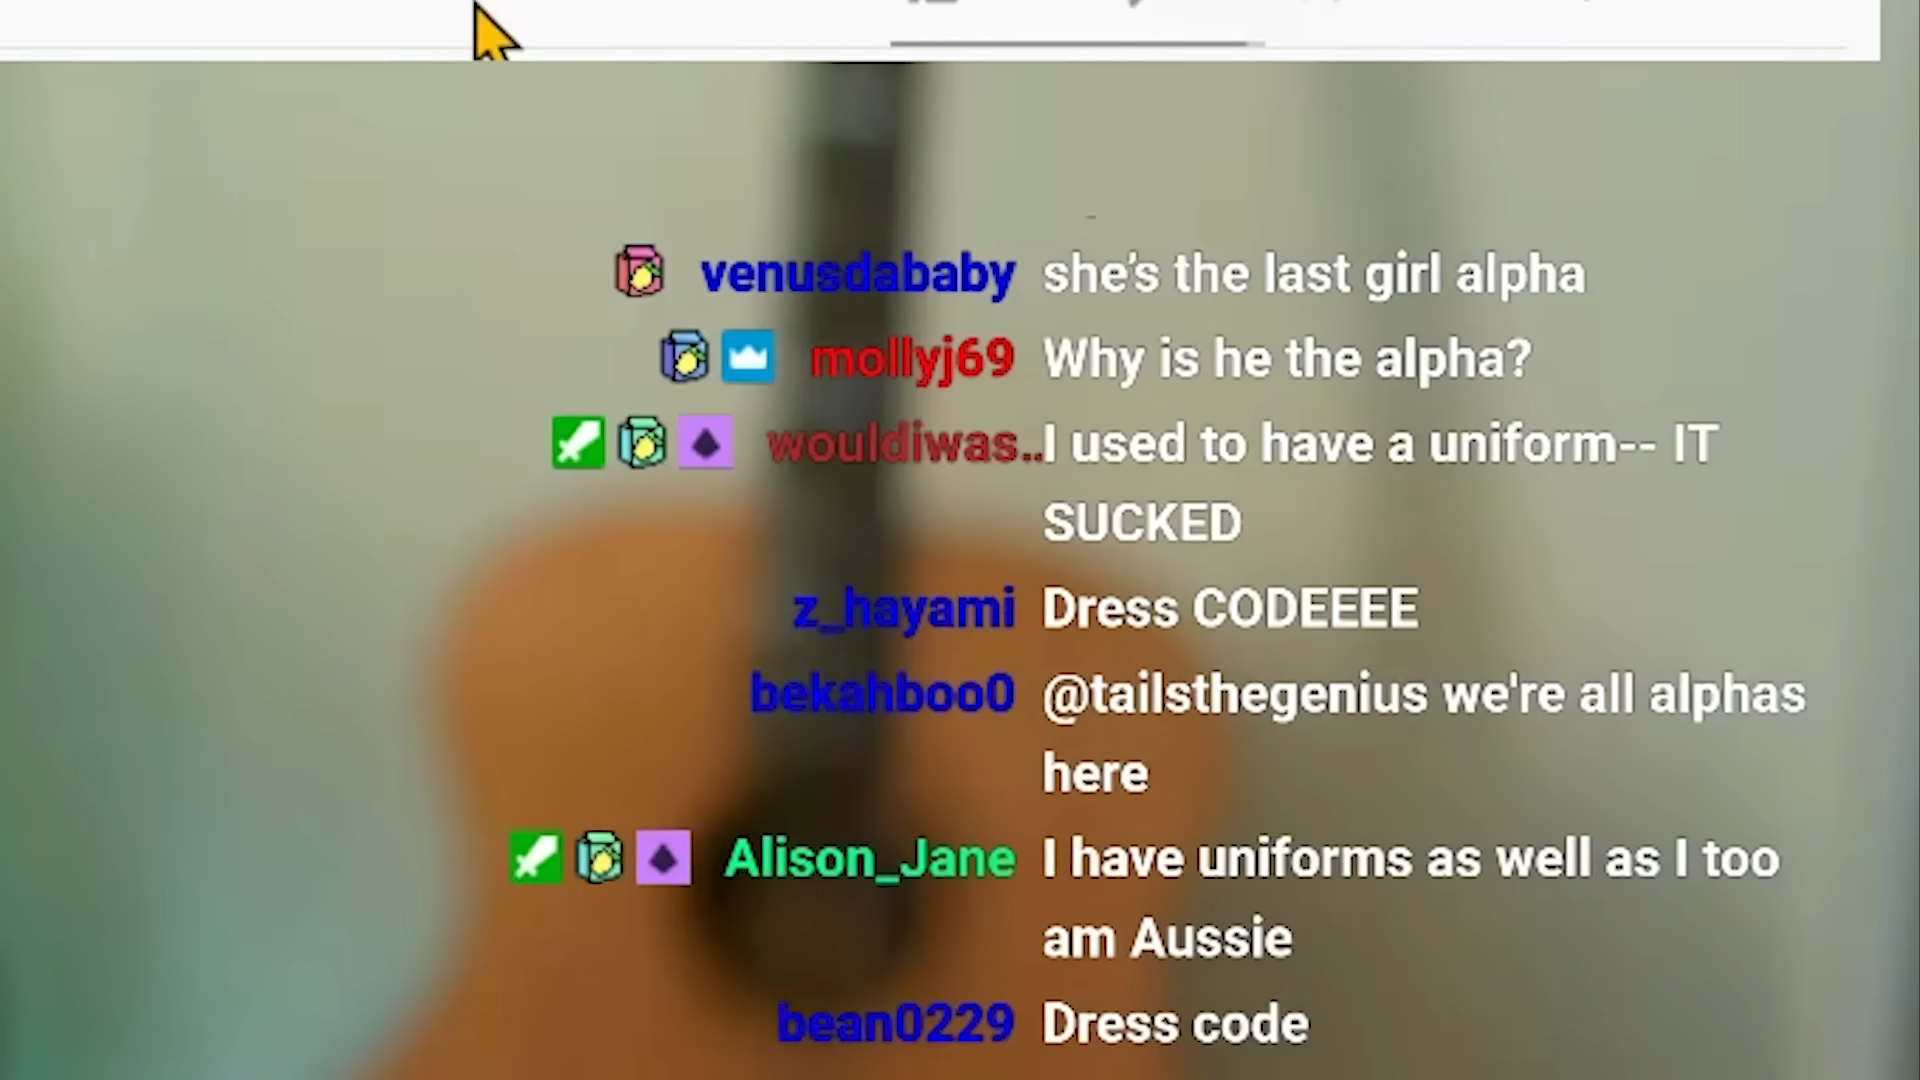 venusdababy she's the last girl alpha
mollyj69 Why is he the alpha?
wouldiwas.. I used to have a uniform-- IT
SUCKED
z_hayami Dress CODEEEE
bekahboo0 @tailsthegenius we're all alphas
here
Alison_Jane I have uniforms as well as I too
am Aussie
bean0229 Dress code